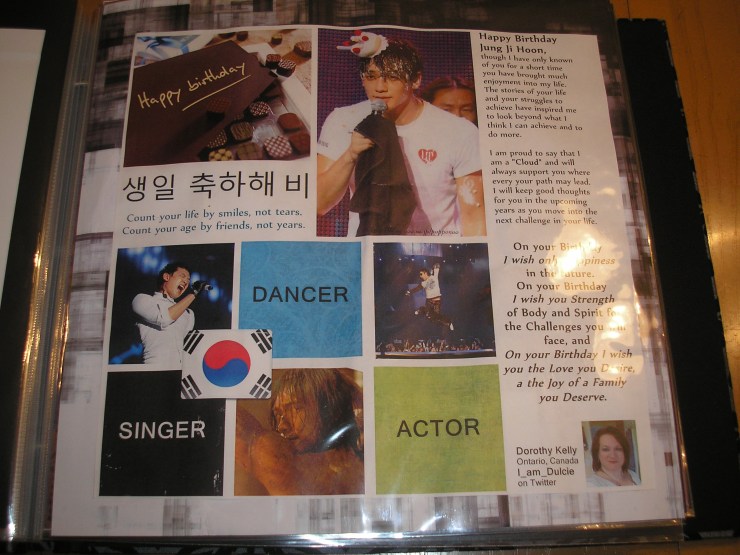 Happy birthday
생일 축하해 비
Count your life by smiles, not tears.
Count your age by friends, not years.
Happy Birthday
Jung Ji Hoon,
though I have only known
of you for a short time
you have brought much
enjoyment into my life.
The stories of your life
and your struggles to
achieve have inspired me
to look beyond what I
think I can achieve and to
do more.
I am proud to say that I
am a "Cloud" and will
always support you where
every your path may lead.
I will keep good thoughts
for you in the upcoming
years as you move into the
next challenge in your life.
DANCER
SINGER
ACTOR
On your Birthday
I wish only
in the
On your Birthday
I wish you Strength
of Body and Spirit
the Challenges you
face, and
On your Birthday I wish
you the Love you Desire,
a the Joy of a Family
you Deserve.
Dorothy Kelly
Ontario, Canada
I_am_Dulcie
on Twitter